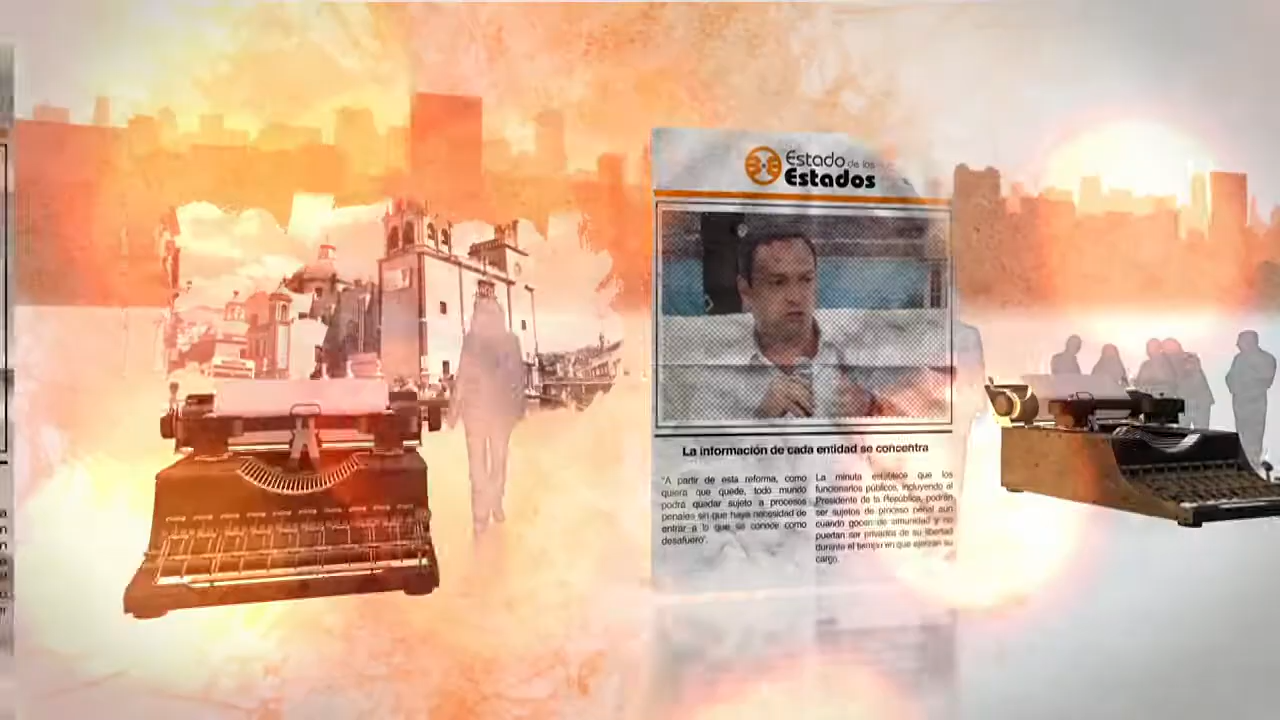 Estado de los
Estados
La información de cada entidad se concentra
"A partir de esta reforma, como
quiera que quede, todo mundo
podrá quedar sujeto a procesos
penales sin que haya necesidad de
entrar a lo que se conoce como
desafuero".
La minuta establece que los
funcionarios públicos, incluyendo al
Presidente de la República, podrán
ser sujetos de proceso penal aun
cuando gocen de inmunidad y no
puedan ser privados de su libertad
durante el tiempo en que ejerzan su
cargo.